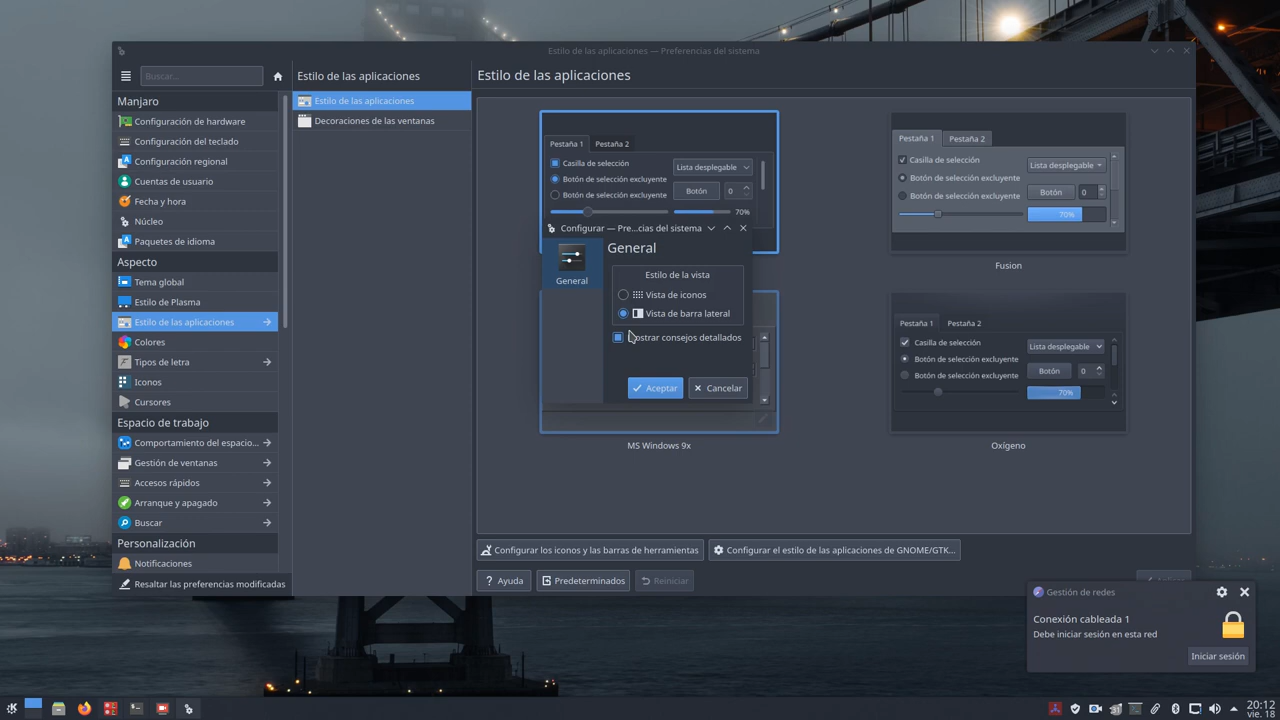 Estilo de las aplicaciones — Preferencias del sistema
Buscar...
Estilo de las aplicaciones
Estilo de las aplicaciones
Manjaro
Configuración de hardware
Configuración del teclado
Configuración regional
Cuentas de usuario
Fecha y hora
Núcleo
Paquetes de idioma
Aspecto
Tema global
Estilo de Plasma
Estilo de las aplicaciones
Colores
Tipos de letra
Iconos
Cursores
Espacio de trabajo
Comportamiento del espacio...
Gestión de ventanas
Accesos rápidos
Arranque y apagado
Buscar
Personalización
Notificaciones
Resaltar las preferencias modificadas
Estilo de las aplicaciones
Decoraciones de las ventanas
Pestaña 1 Pestaña 2
Casilla de selección
Lista desplegable
Botón de selección excluyente
Botón 0
Botón de selección excluyente
70%
Pestaña 1 Pestaña 2
Casilla de selección
Lista desplegable
Botón de selección excluyente
Botón 0
Botón de selección excluyente
70%
Fusion
Configurar — Pre...cias del sistema
General
General
Estilo de la vista
Vista de iconos
Vista de barra lateral
ostrar consejos detallados
Aceptar
Cancelar
MS Windows 9x
Pestaña 1 Pestaña 2
Casilla de selección
Lista desplegable
Botón de selección excluyente
Botón 0
Botón de selección excluyente
70%
Oxígeno
Configurar los iconos y las barras de herramientas
Configurar el estilo de las aplicaciones de GNOME/GTK...
Ayuda
Predeterminados
Reiniciar
Gestión de redes
Conexión cableada 1
Debe iniciar sesión en esta red
Iniciar sesión
20:12
vie. 18